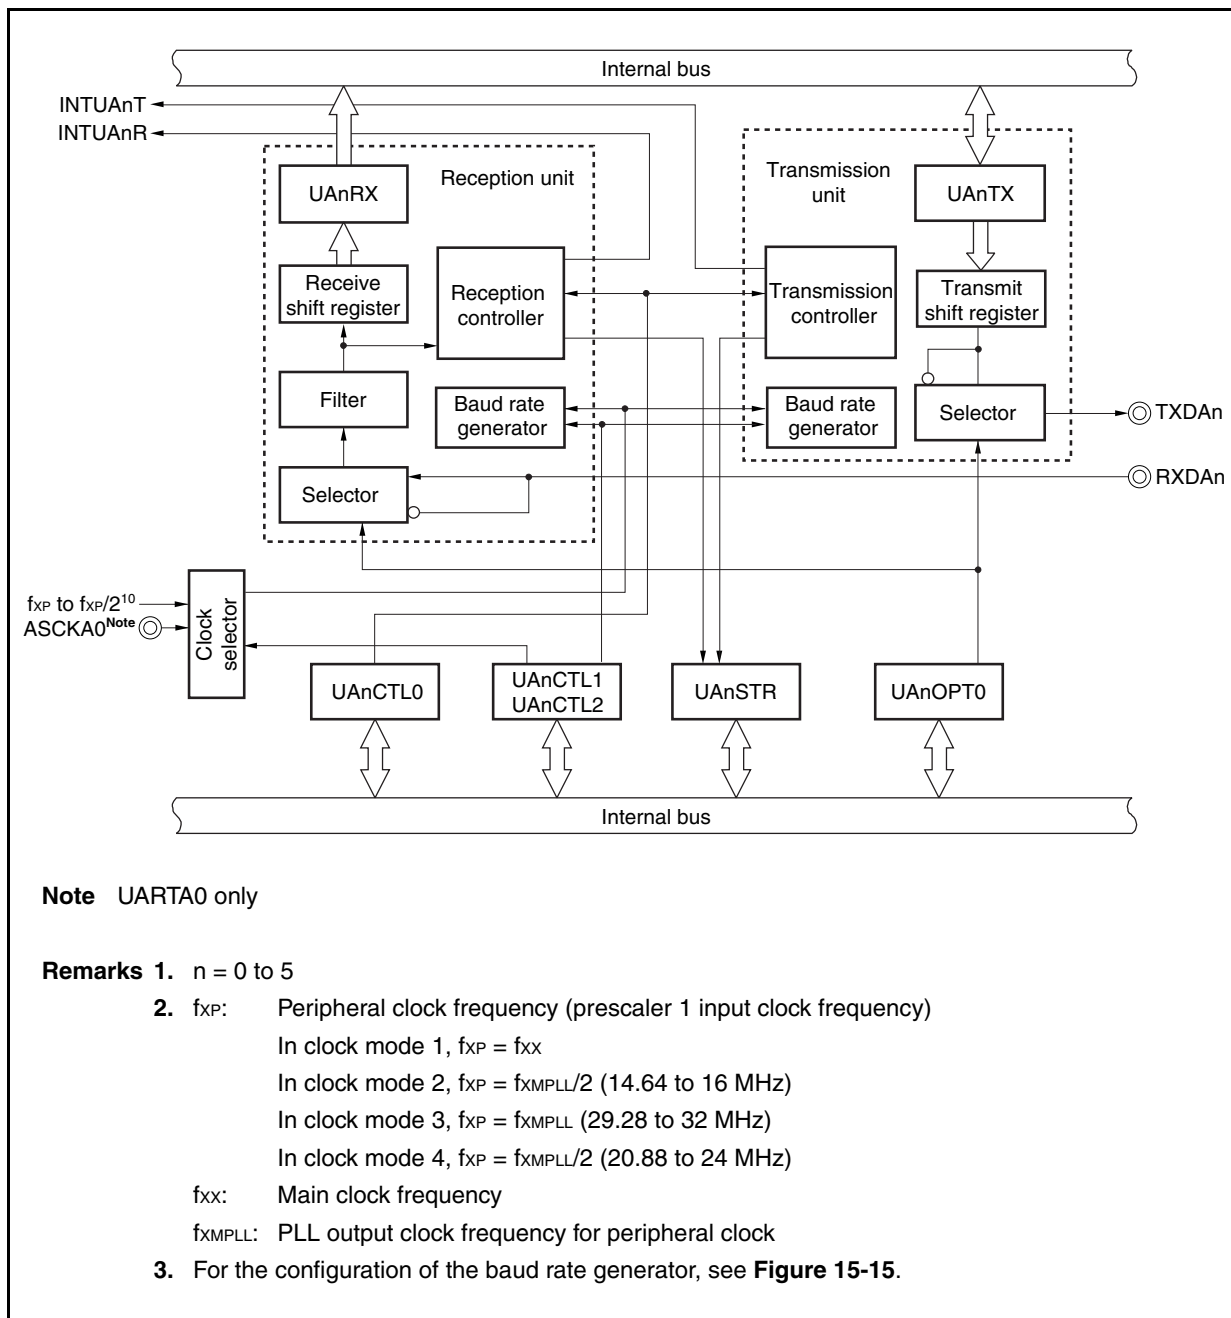 Internal bus
INTUAnT
INTUAnR
Reception unit
Transmission
unit
UAnRX
UAnTX
Receive
shift register
Reception
controller
Transmission
controller
Transmit
shift register
Filter
Baud rate
generator
Baud rate
generator
Selector
TXDAn
Selector
RXDAn
fXP to fXP/2¹⁰
ASCKA0Note
Clock
selector
UAnCTL0
UAnCTL1
UAnCTL2
UAnSTR
UAnOPT0
Internal bus
Note UARTA0 only
Remarks 1. n = 0 to 5
2. fXP: Peripheral clock frequency (prescaler 1 input clock frequency)
In clock mode 1, fXP = fXX
In clock mode 2, fXP = fXMPLL/2 (14.64 to 16 MHz)
In clock mode 3, fXP = fXMPLL (29.28 to 32 MHz)
In clock mode 4, fXP = fXMPLL/2 (20.88 to 24 MHz)
fXX: Main clock frequency
fXMPLL: PLL output clock frequency for peripheral clock
3. For the configuration of the baud rate generator, see Figure 15-15.